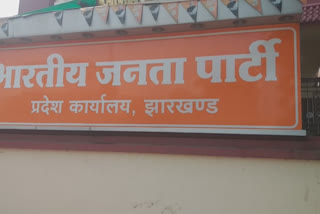 भारतीय जनता पार्टी
प्रदेश कार्यालय, झारखण्ड